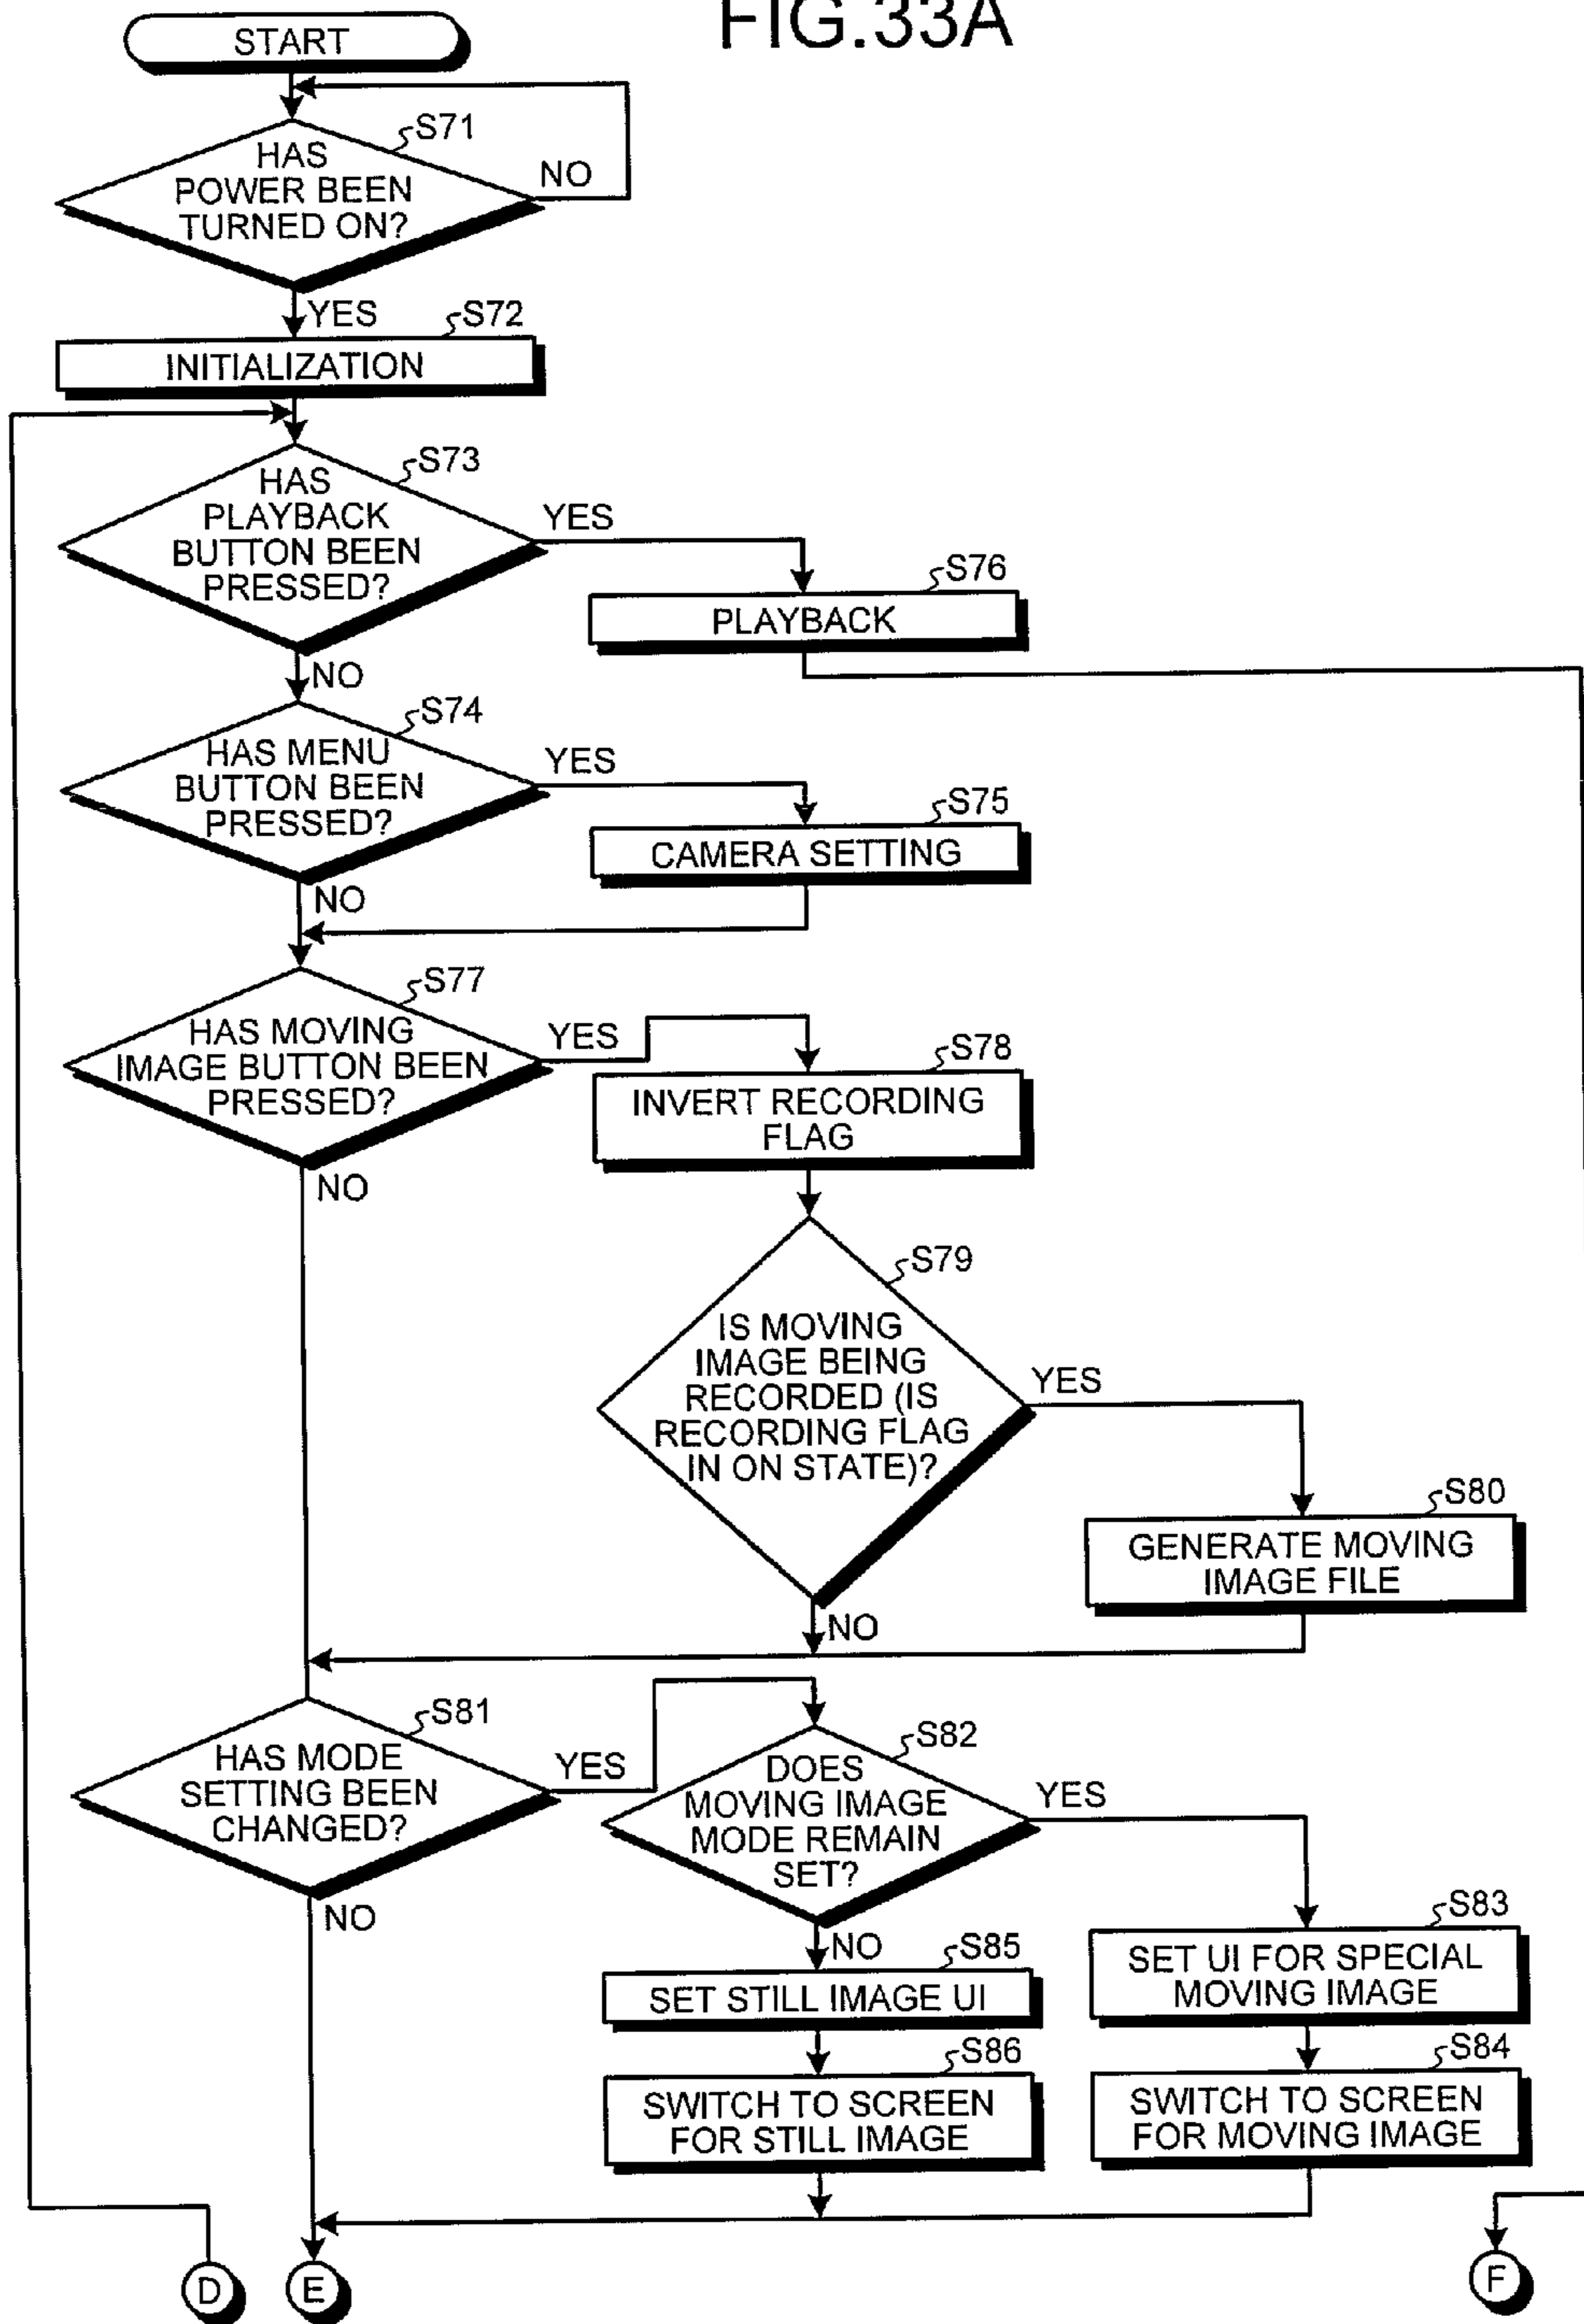 FIG.33A
START
S71
HAS
POWER BEEN
TURNED ON?
NO
YES
S72
INITIALIZATION
S73
HAS
PLAYBACK
BUTTON BEEN
PRESSED?
YES
S76
PLAYBACK
NO
S74
HAS MENU
BUTTON BEEN
PRESSED?
YES
S75
CAMERA SETTING
NO
S77
HAS MOVING
IMAGE BUTTON BEEN
PRESSED?
YES
S78
INVERT RECORDING
FLAG
NO
S79
IS MOVING
IMAGE BEING
RECORDED (IS
RECORDING FLAG
IN ON STATE)?
YES
S80
GENERATE MOVING
IMAGE FILE
NO
S81
HAS MODE
SETTING BEEN
CHANGED?
YES
S82
DOES
MOVING IMAGE
MODE REMAIN
SET?
YES
NO
S83
SET UI FOR SPECIAL
MOVING IMAGE
NO
S85
SET STILL IMAGE UI
S84
SWITCH TO SCREEN
FOR MOVING IMAGE
S86
SWITCH TO SCREEN
FOR STILL IMAGE
D
E
F